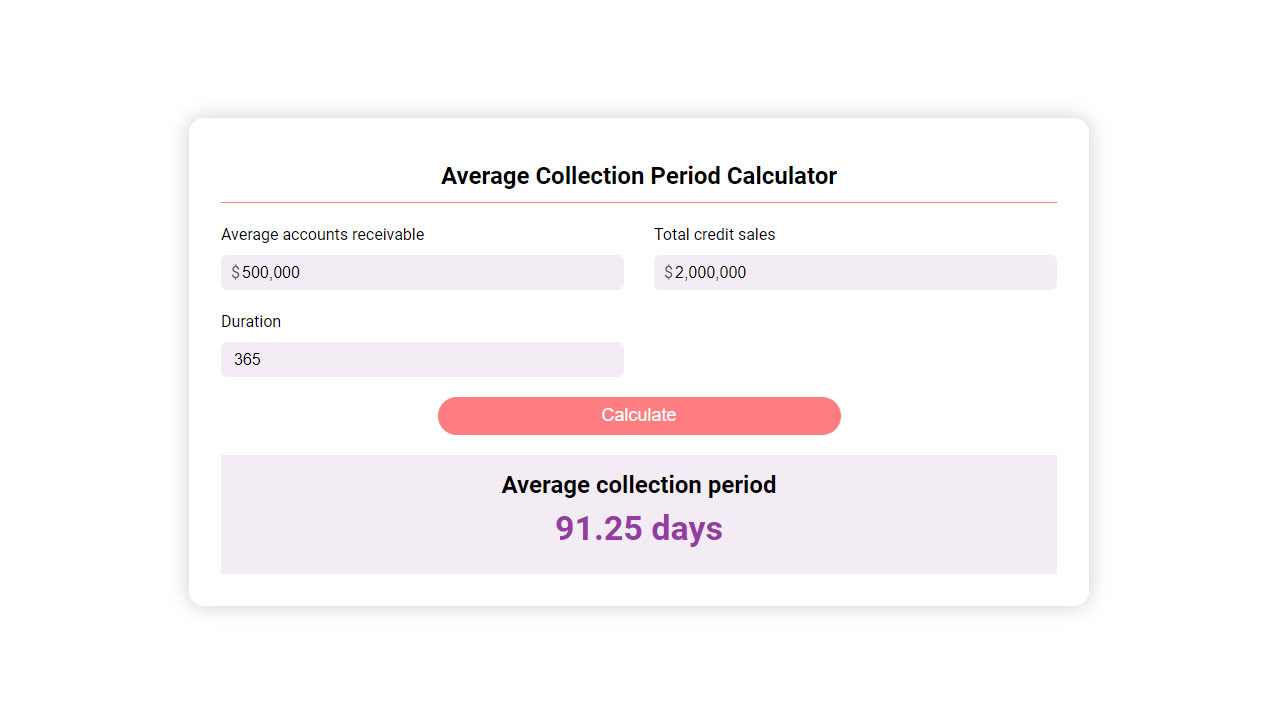 Average Collection Period Calculator
Average accounts receivable
Total credit sales
$500,000
$2,000,000
Duration
365
Calculate
Average collection period
91.25 days